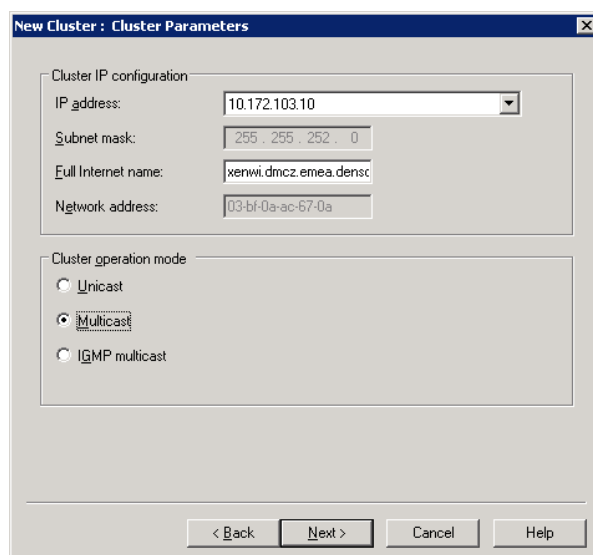 New Cluster : Cluster Parameters
Cluster IP configuration
IP address: 10.172.103.10
Subnet mask: 255 . 255 . 252 . 0
Full Internet name: xenwi.dmcz.emea.denso
Network address: 03-bf-0a-ac-67-0a
Cluster operation mode
Unicast
Multicast
IGMP multicast
< Back Next > Cancel Help